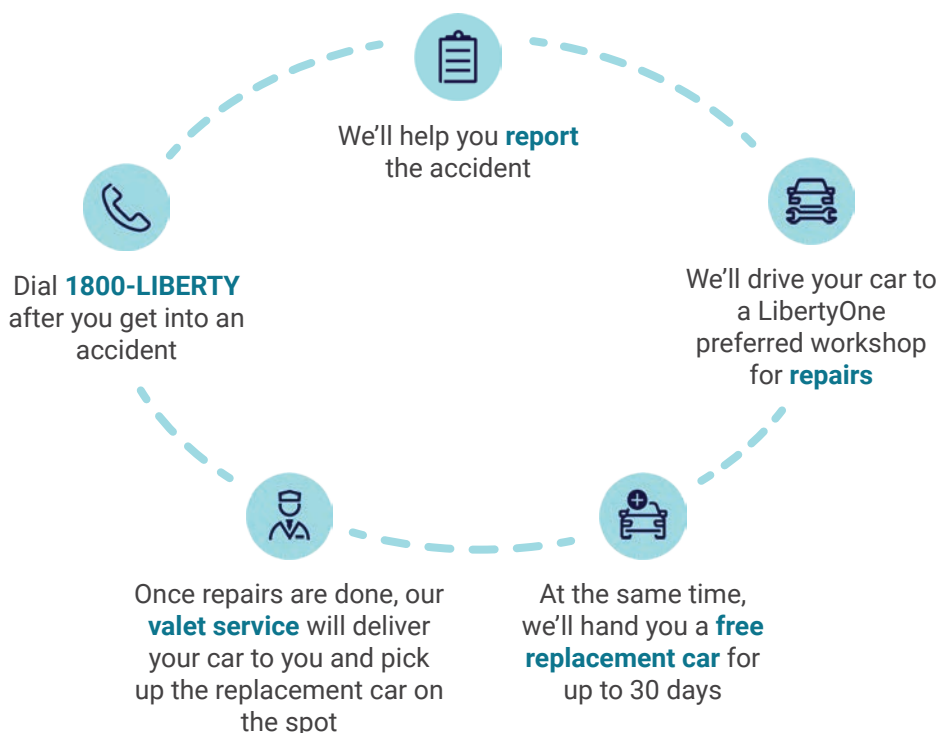 We’ll help you report
the accident
Dial 1800-LIBERTY
after you get into an
accident
We’ll drive your car to
a LibertyOne
preferred workshop
for repairs
Once repairs are done, our
valet service will deliver
your car to you and pick
up the replacement car on
the spot
At the same time,
we’ll hand you a free
replacement car for
up to 30 days